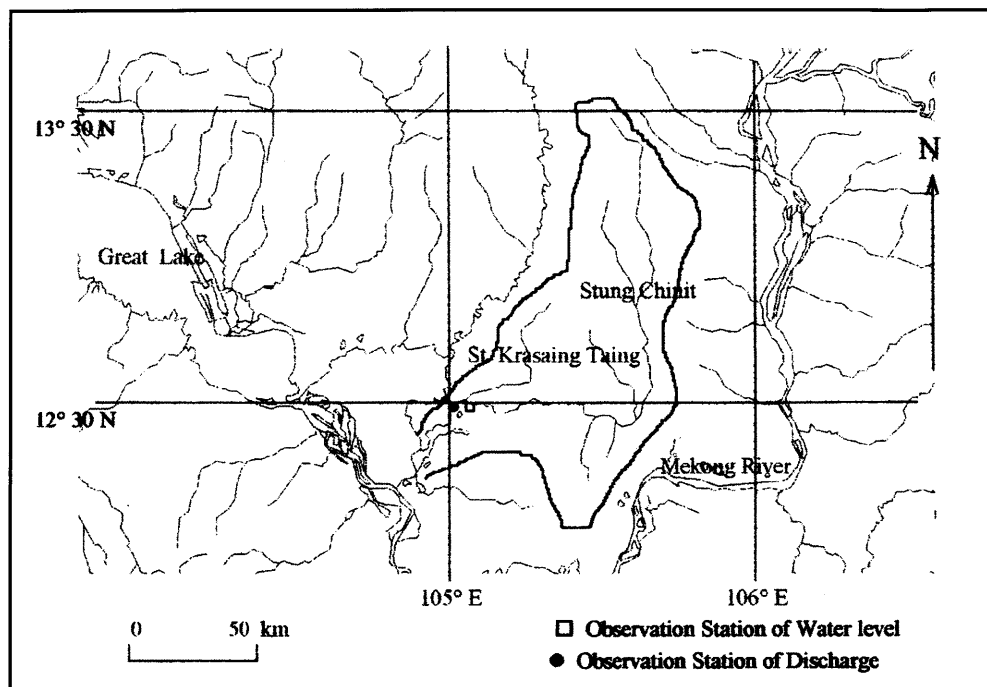 13° 30 N
N
Great Lake
Stung Chinit
St. Krasaing Taing
12° 30 N
Mekong River
105° E
106° E
0 50 km
Observation Station of Water level
Observation Station of Discharge